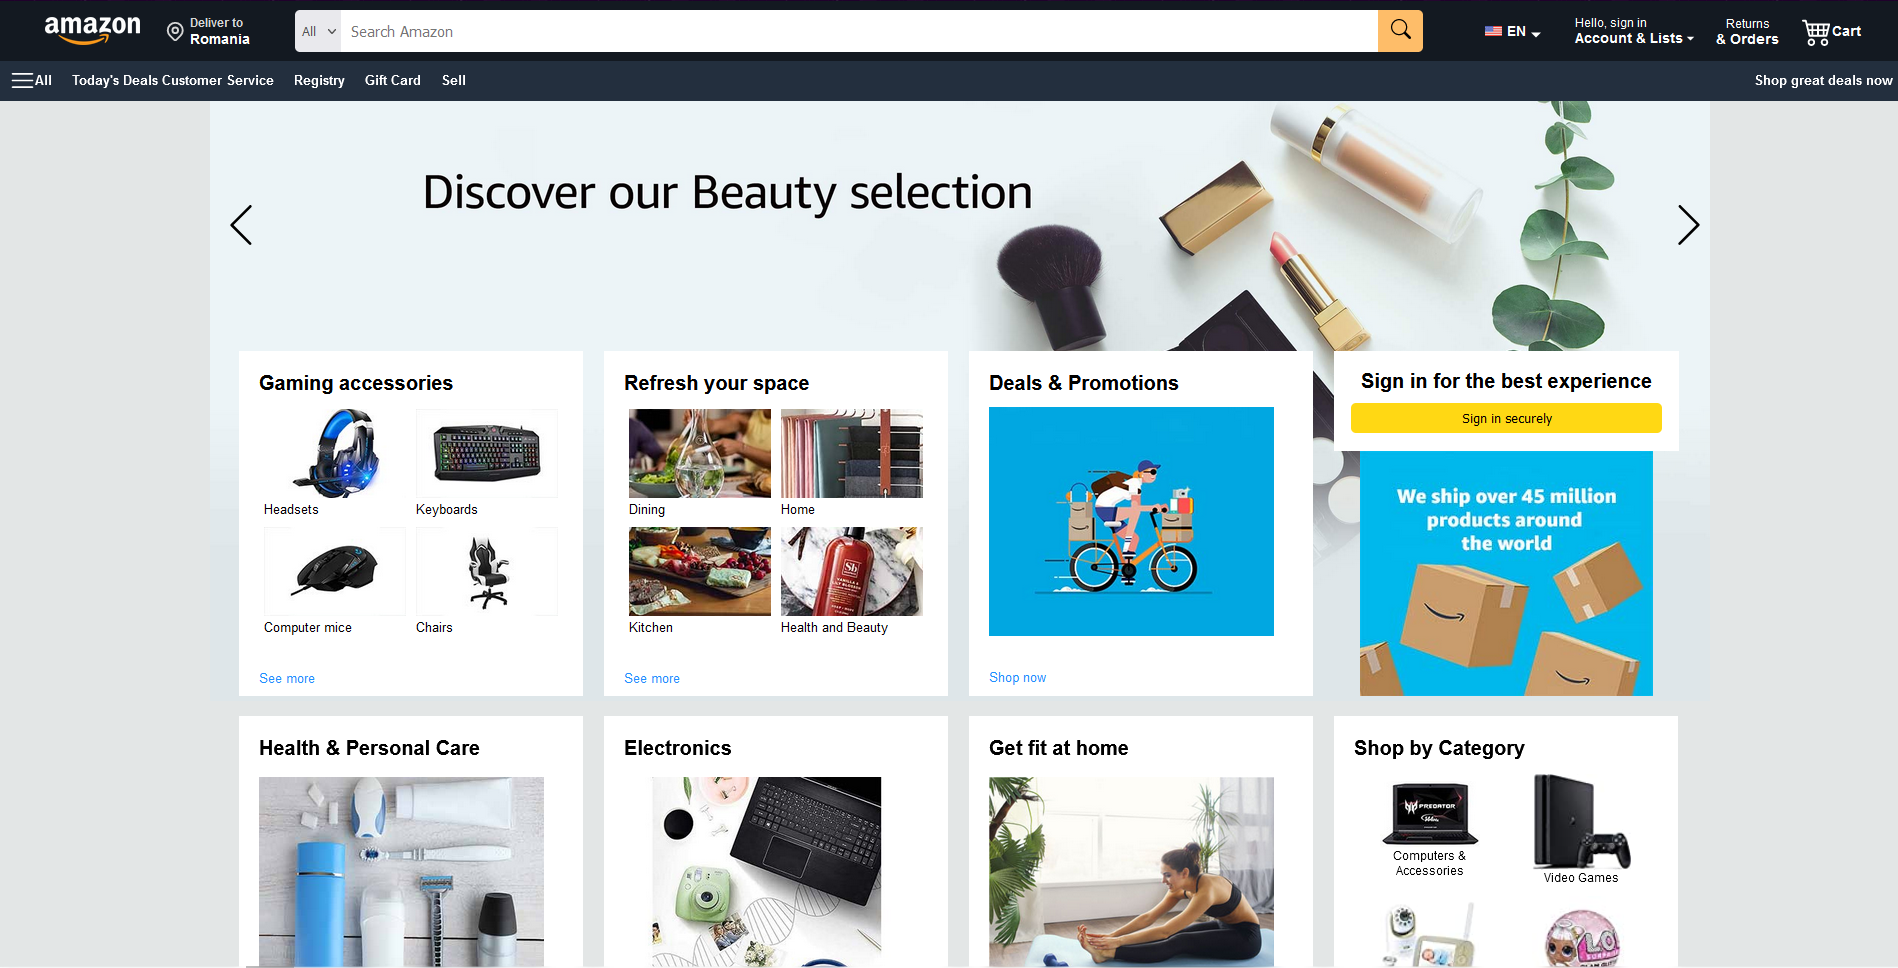 amazon
Deliver to
Romania
All
Search Amazon
EN
Hello, sign in
Account & Lists
Returns
& Orders
Cart
All
Today's Deals
Customer Service
Registry
Gift Card
Sell
Shop great deals now
Discover our Beauty selection
Gaming accessories
Headsets
Keyboards
Computer mice
Chairs
See more
Refresh your space
Dining
Home
Kitchen
Health and Beauty
See more
Deals & Promotions
Shop now
Sign in for the best experience
Sign in securely
We ship over 45 million
products around
the world
Health & Personal Care
Electronics
Get fit at home
Shop by Category
PREDATOR
Computers &
Accessories
Video Games